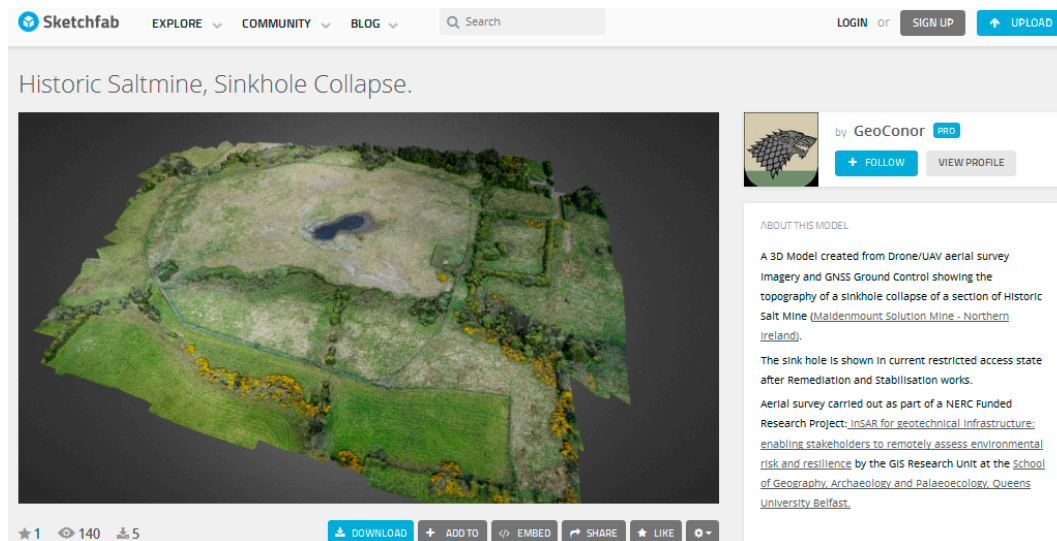 Sketchfab EXPLORE COMMUNITY BLOG Search LOGIN or SIGN UP UPLOAD
Historic Saltmine, Sinkhole Collapse.
by GeoConor PRO
+ FOLLOW VIEW PROFILE
ABOUT THIS MODEL
A 3D Model created from Drone/UAV aerial survey
Imagery and GNSS Ground Control showing the
topography of a sinkhole collapse of a section of Historic
Salt Mine (Maidenmount Solution Mine - Northern
Ireland).
The sink hole is shown in current restricted access state
after Remediation and Stabilisation works.
Aerial survey carried out as part of a NERC Funded
Research Project: InSAR for geotechnical infrastructure:
enabling stakeholders to remotely assess environmental
risk and resilience by the GIS Research Unit at the School
of Geography, Archaeology and Palaeoecology, Queens
University Belfast.
1 140 5 DOWNLOAD + ADD TO </> EMBED SHARE LIKE